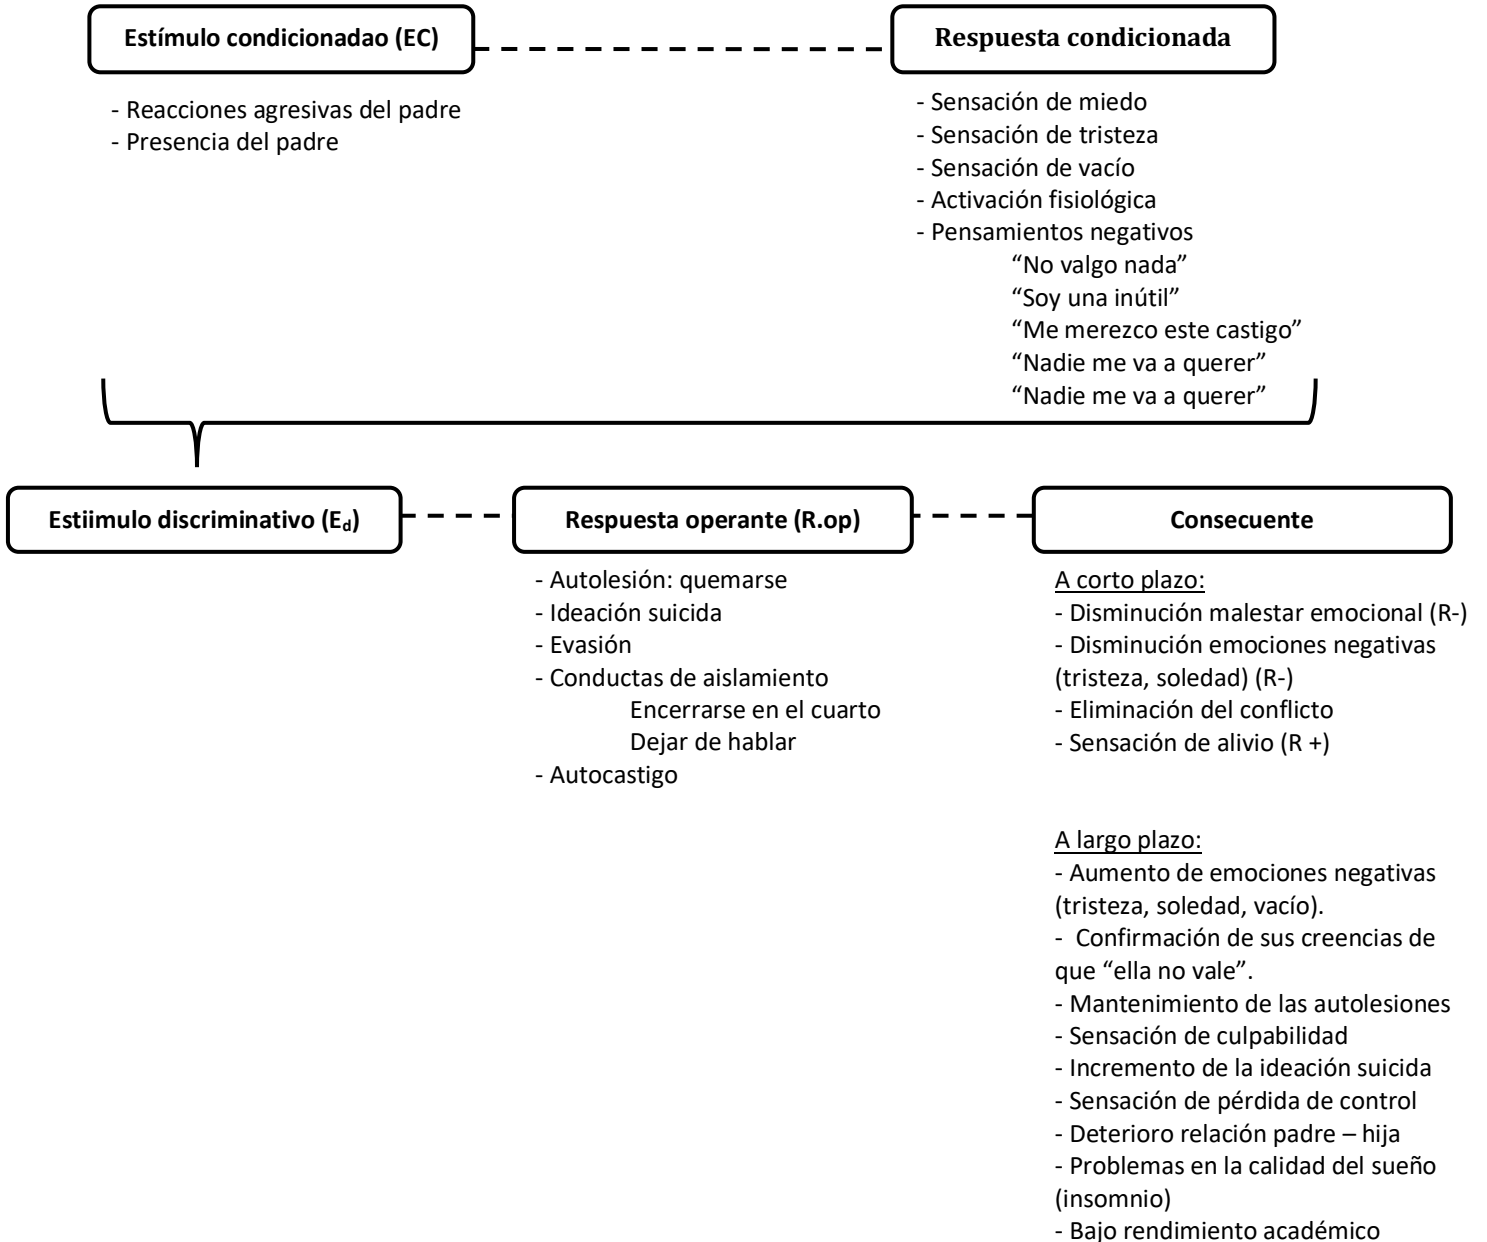 Estímulo condicionadao (EC)
Respuesta condicionada
- Reacciones agresivas del padre
- Presencia del padre
- Sensación de miedo
- Sensación de tristeza
- Sensación de vacío
- Activación fisiológica
- Pensamientos negativos
“No valgo nada”
“Soy una inútil”
“Me merezco este castigo”
“Nadie me va a querer”
“Nadie me va a querer”
Estiimulo discriminativo (Ed)
Respuesta operante (R.op)
Consecuente
- Autolesión: quemarse
- Ideación suicida
- Evasión
- Conductas de aislamiento
Encerrarse en el cuarto
Dejar de hablar
- Autocastigo
A corto plazo:
- Disminución malestar emocional (R-)
- Disminución emociones negativas
(tristeza, soledad) (R-)
- Eliminación del conflicto
- Sensación de alivio (R +)
A largo plazo:
- Aumento de emociones negativas
(tristeza, soledad, vacío).
- Confirmación de sus creencias de
que “ella no vale”.
- Mantenimiento de las autolesiones
- Sensación de culpabilidad
- Incremento de la ideación suicida
- Sensación de pérdida de control
- Deterioro relación padre – hija
- Problemas en la calidad del sueño
(insomnio)
- Bajo rendimiento académico